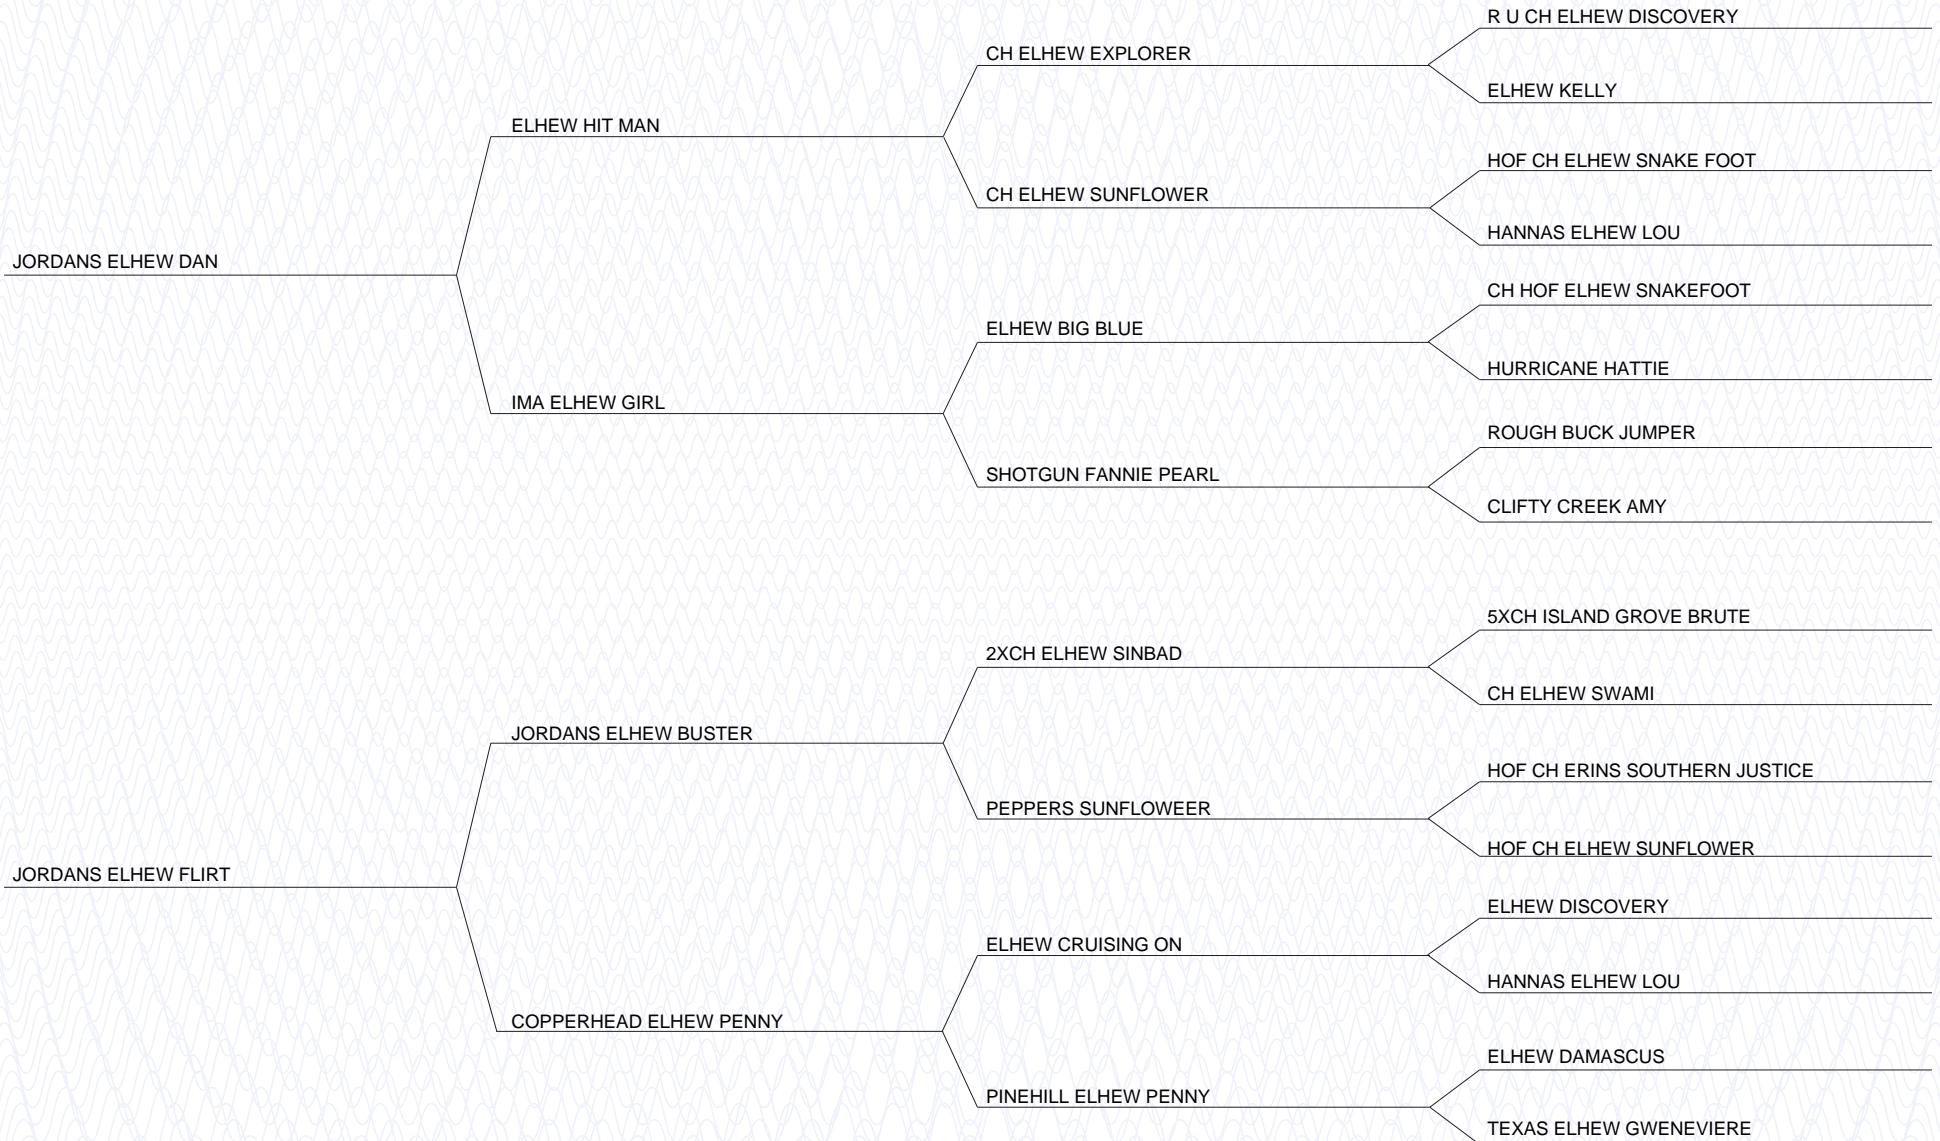 R U CH ELHEW DISCOVERY
CH ELHEW EXPLORER
ELHEW KELLY
ELHEW HIT MAN
HOF CH ELHEW SNAKE FOOT
CH ELHEW SUNFLOWER
HANNAS ELHEW LOU
JORDANS ELHEW DAN
CH HOF ELHEW SNAKEFOOT
ELHEW BIG BLUE
HURRICANE HATTIE
IMA ELHEW GIRL
ROUGH BUCK JUMPER
SHOTGUN FANNIE PEARL
CLIFTY CREEK AMY
5XCH ISLAND GROVE BRUTE
2XCH ELHEW SINBAD
CH ELHEW SWAMI
JORDANS ELHEW BUSTER
HOF CH ERINS SOUTHERN JUSTICE
PEPPERS SUNFLOWEER
HOF CH ELHEW SUNFLOWER
JORDANS ELHEW FLIRT
ELHEW DISCOVERY
ELHEW CRUISING ON
HANNAS ELHEW LOU
COPPERHEAD ELHEW PENNY
ELHEW DAMASCUS
PINEHILL ELHEW PENNY
TEXAS ELHEW GWENEVIERE